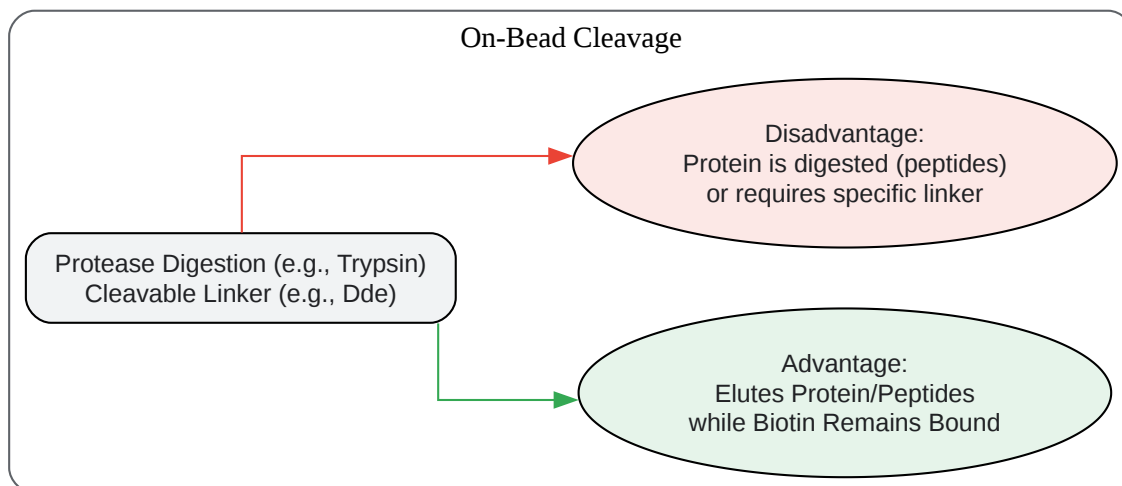 On-Bead Cleavage
Disadvantage:
Protein is digested (peptides)
or requires specific linker
Protease Digestion (e.g., Trypsin)
Cleavable Linker (e.g., Dde)
Advantage:
Elutes Protein/Peptides
while Biotin Remains Bound